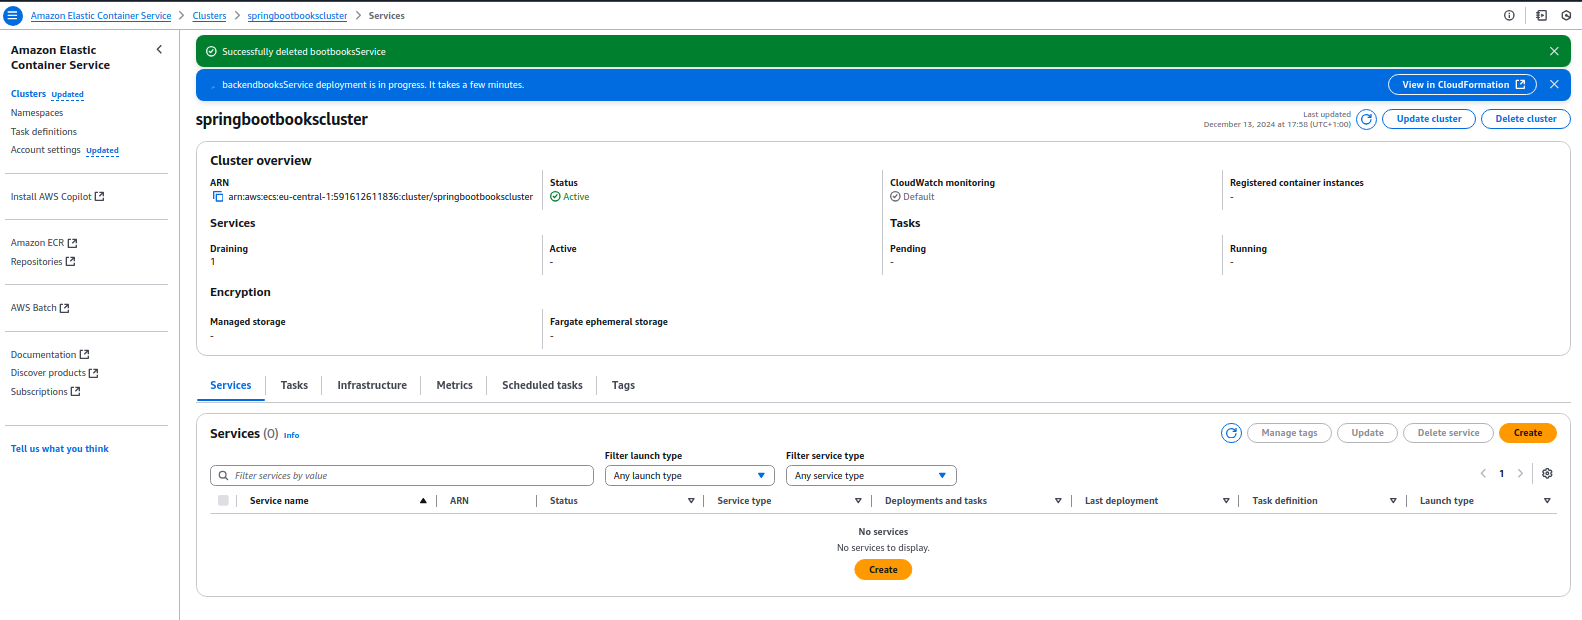 Amazon Elastic Container Service > Clusters > springbootbookscluster > Services
Amazon Elastic
Container Service
Clusters Updated
Namespaces
Task definitions
Account settings Updated
Install AWS Copilot
Amazon ECR
Repositories
AWS Batch
Documentation
Discover products
Subscriptions
Tell us what you think
Successfully deleted bootbooksService
backendbooksService deployment is in progress. It takes a few minutes.
View in CloudFormation
springbootbookscluster
Last updated
December 13, 2024 at 17:58 (UTC+1:00)
Update cluster
Delete cluster
Cluster overview
ARN
arn:aws:ecs:eu-central-1:591612611836:cluster/springbootbookscluster
Status
Active
CloudWatch monitoring
Default
Registered container instances
-
Services
Draining
1
Active
-
Tasks
Pending
-
Running
-
Encryption
Managed storage
-
Fargate ephemeral storage
-
Services Tasks Infrastructure Metrics Scheduled tasks Tags
Services (0) Info
Manage tags Update Delete service Create
Filter services by value
Filter launch type
Any launch type
Filter service type
Any service type
1
Service name ARN Status Service type Deployments and tasks Last deployment Task definition Launch type
No services
No services to display.
Create